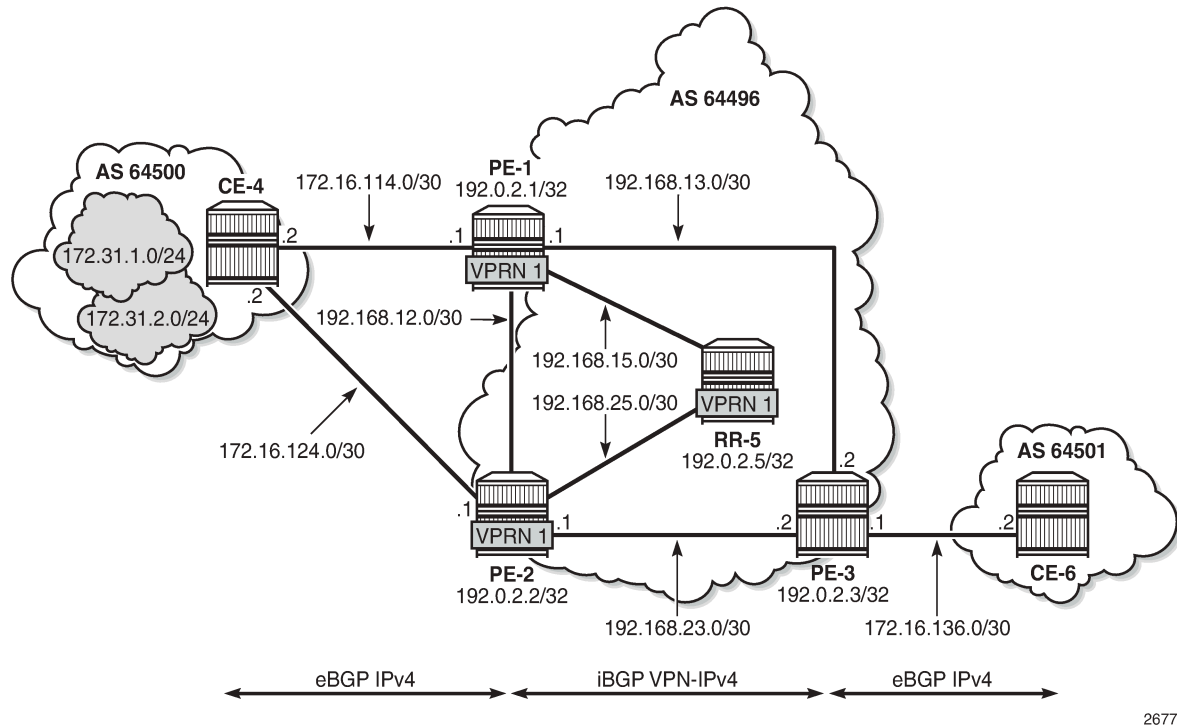 AS 64496
AS 64500
PE-1
192.0.2.1/32
CE-4
172.16.114.0/30
192.168.13.0/30
.2
.1
.1
172.31.1.0/24
VPRN 1
.2
172.31.2.0/24
192.168.12.0/30
192.168.15.0/30
192.168.25.0/30
VPRN 1
172.16.124.0/30
RR-5
192.0.2.5/32
AS 64501
.2
.1
.1
.2
.1
.2
VPRN 1
PE-2
192.0.2.2/32
PE-3
192.0.2.3/32
CE-6
192.168.23.0/30
172.16.136.0/30
eBGP IPv4
iBGP VPN-IPv4
eBGP IPv4
2677